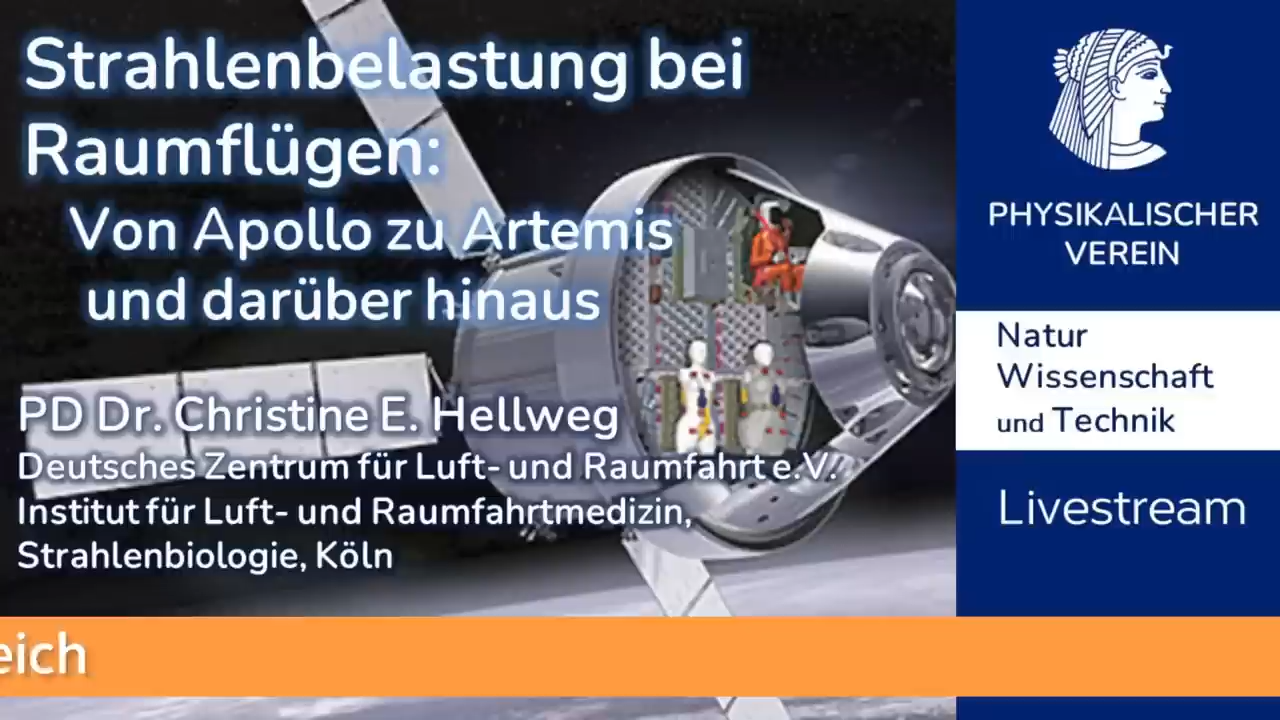 Strahlenbelastung bei
Raumflügen:
Von Apollo zu Artemis
und darüber hinaus
PD Dr. Christine E. Hellweg
Deutsches Zentrum für Luft- und Raumfahrt e.V.
Institut für Luft- und Raumfahrtmedizin,
Strahlenbiologie, Köln
PHYSIKALISCHER
VEREIN
Natur
Wissenschaft
und Technik
Livestream
eich